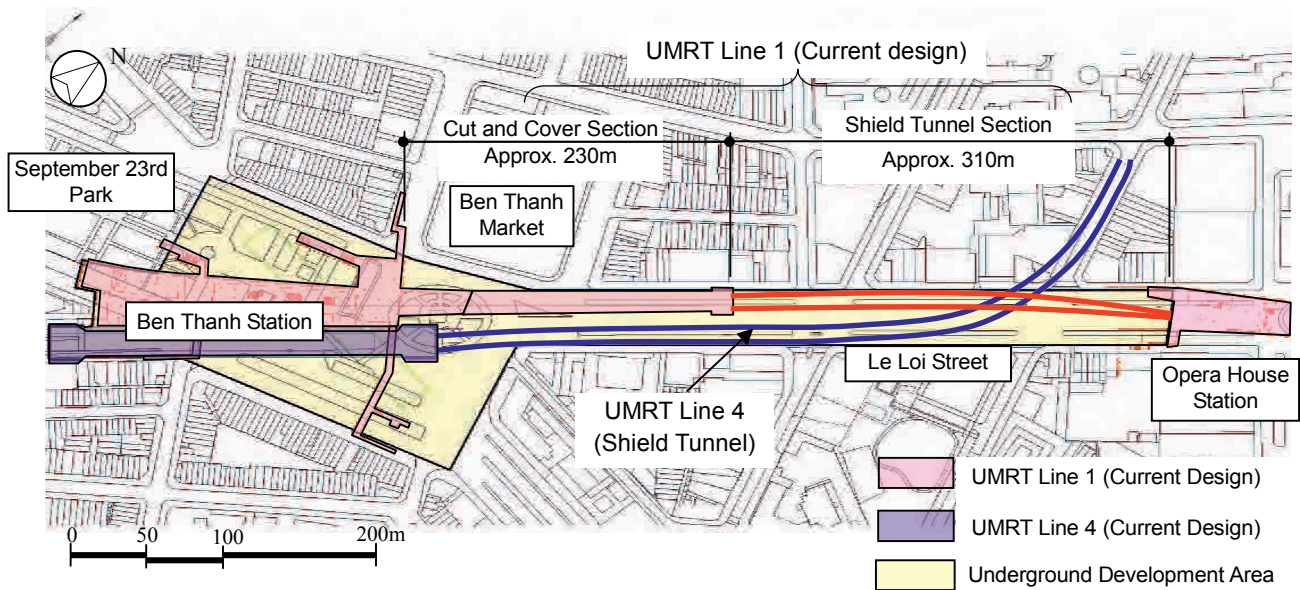 UMRT Line 1 (Current design)
N
Cut and Cover Section
Approx. 230m
Shield Tunnel Section
Approx. 310m
September 23rd
Park
Ben Thanh
Market
Ben Thanh Station
Le Loi Street
Opera House
Station
UMRT Line 4
(Shield Tunnel)
UMRT Line 1 (Current Design)
UMRT Line 4 (Current Design)
Underground Development Area
0 50 100 200m